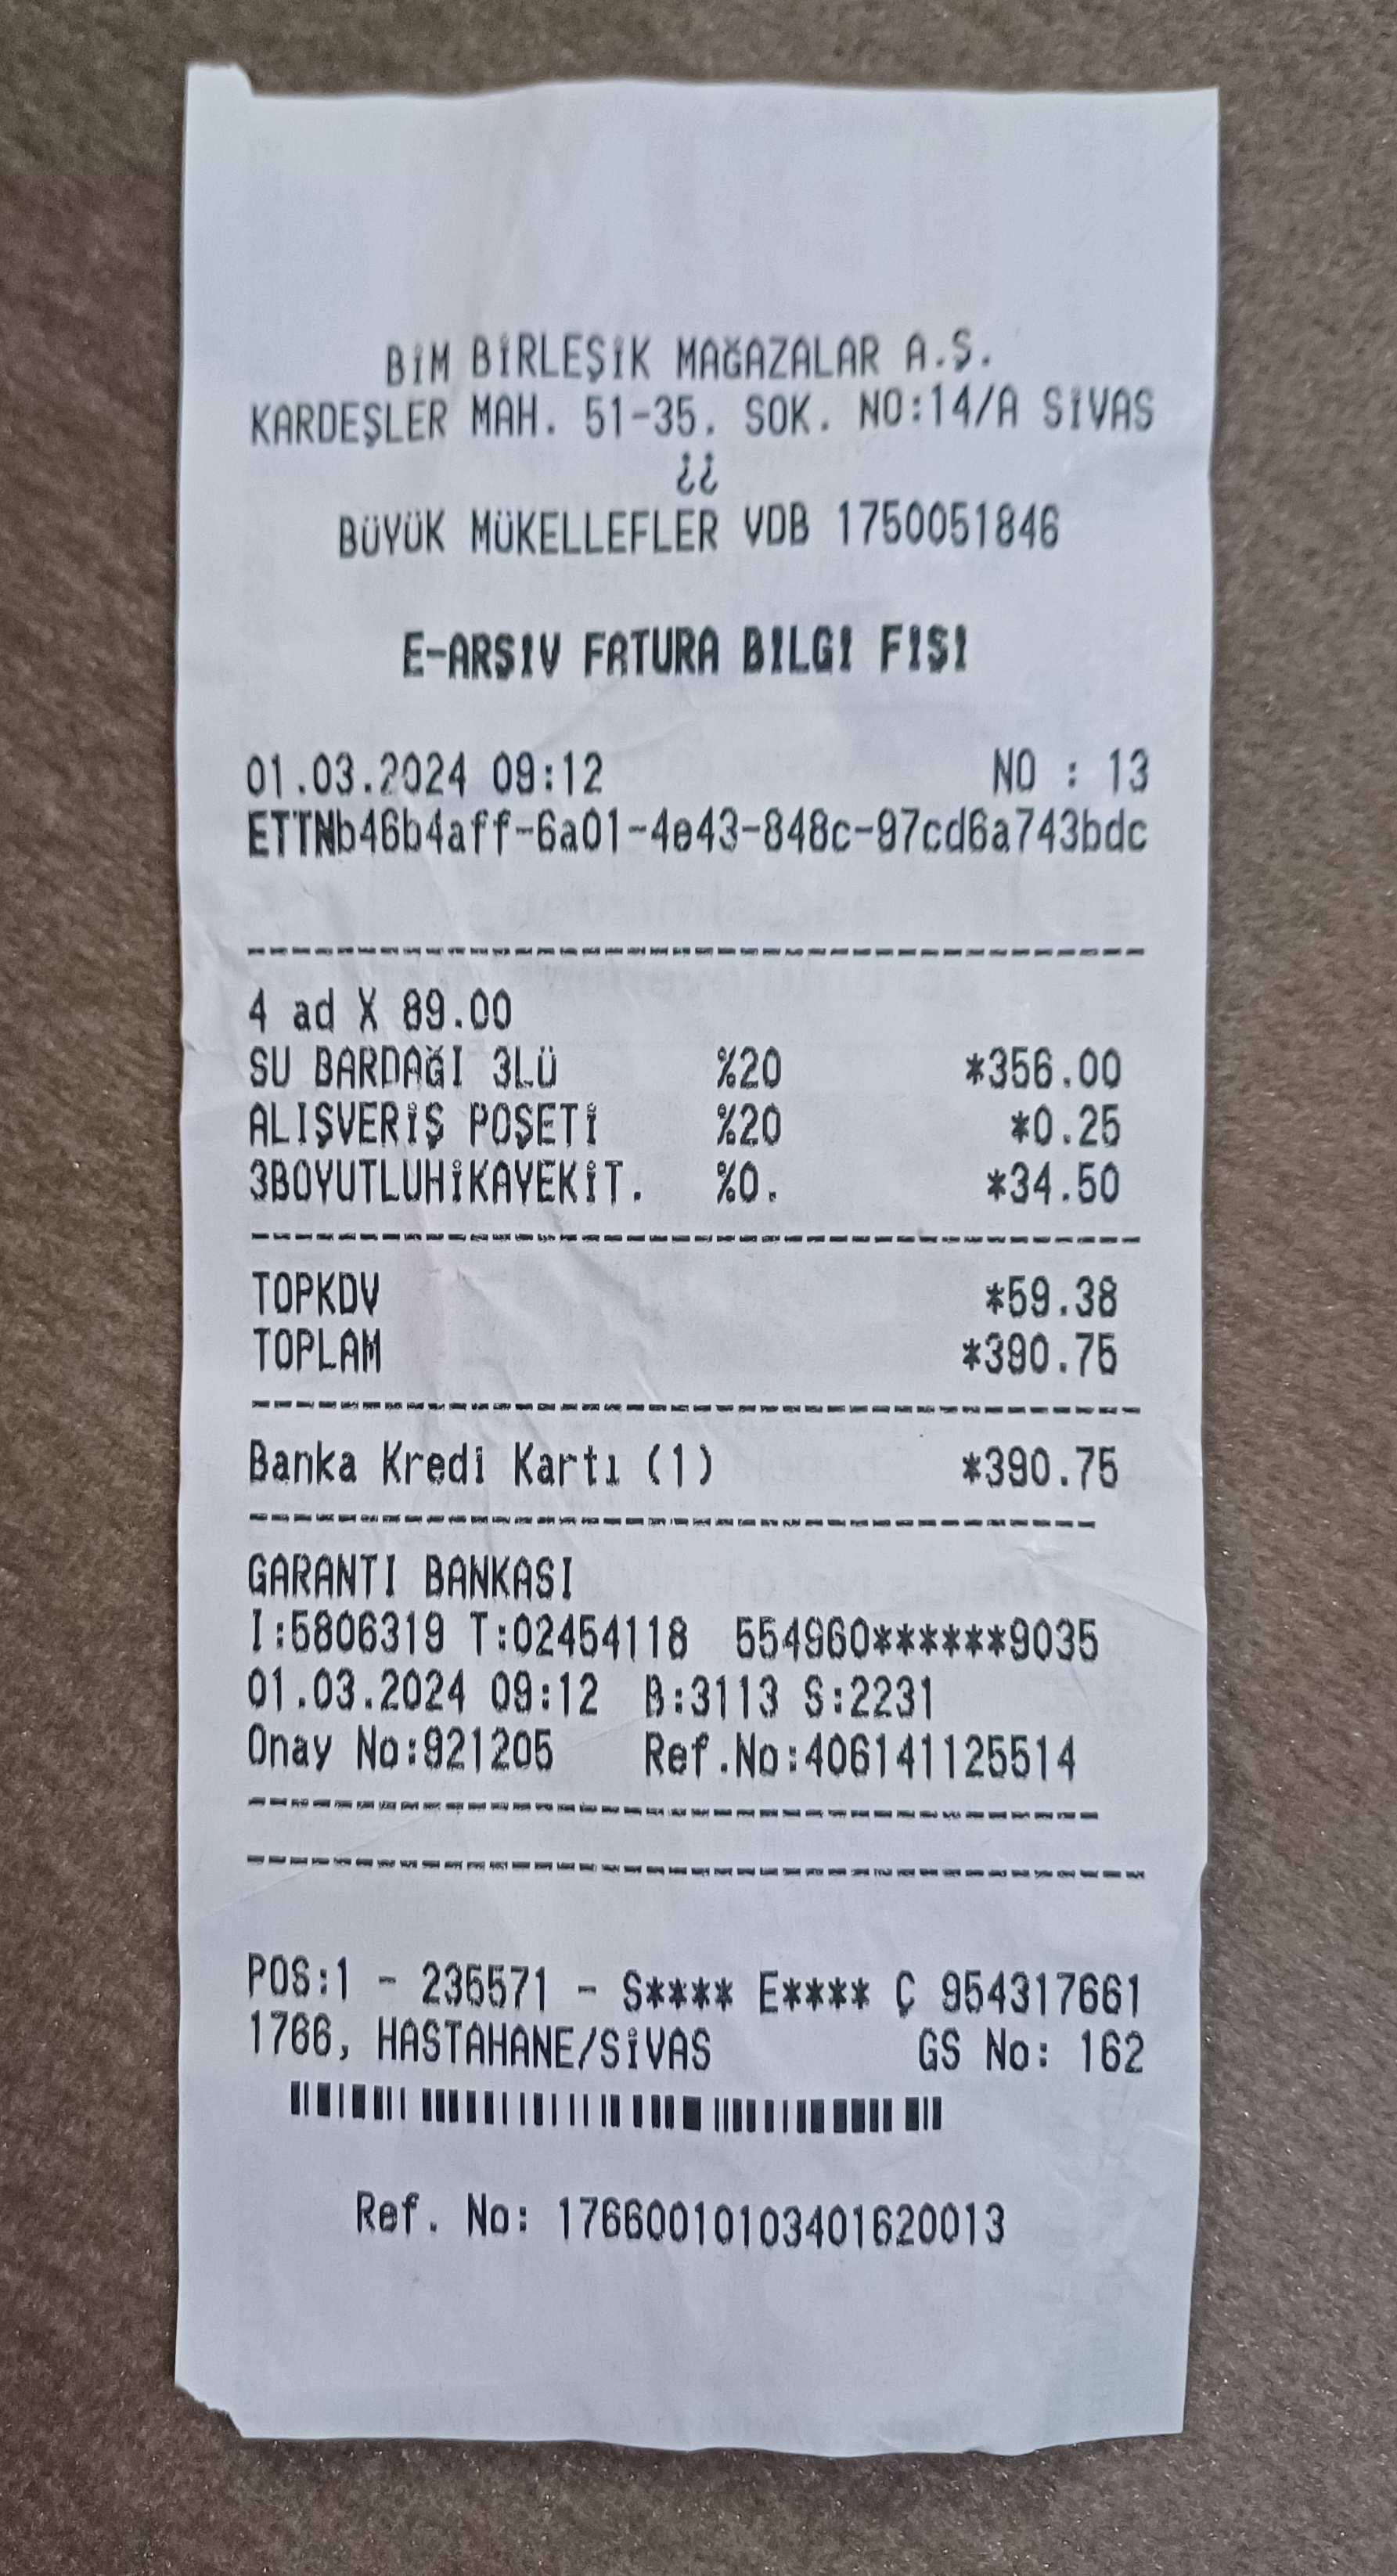 BİM BİRLEŞİK MAĞAZALAR A.Ş.
KARDEŞLER MAH. 51-35. SOK. NO:14/A SİVAS
¿¿
BÜYÜK MÜKELLEFLER VDB 1750051846
E-ARSIV FATURA BILGI FISI
01.03.2024 09:12 NO : 13
ETTNb46b4aff-6a01-4e43-848c-97cd6a743bdc
4 ad X 89.00
SU BARDAĞI 3LÜ %20 *356.00
ALIŞVERİŞ POŞETİ %20 *0.25
3BOYUTLUHİKAYEKİT. %0. *34.50
TOPKDV *59.38
TOPLAM *390.75
Banka Kredi Kartı (1) *390.75
GARANTI BANKASI
I:5806319 T:02454118 554960******9035
01.03.2024 09:12 B:3113 S:2231
Onay No:921205 Ref.No:406141125514
POS:1 - 235571 - S**** E**** Ç 954317661
1766, HASTAHANE/SİVAS GS No: 162
Ref. No: 17660010103401620013